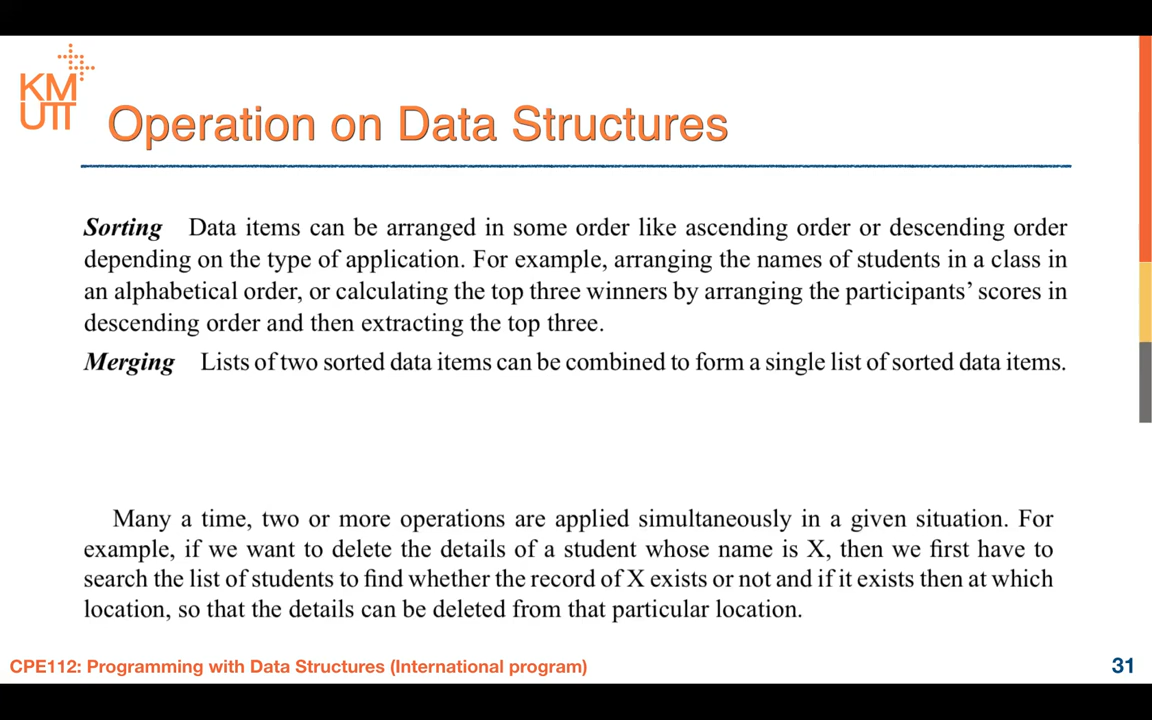 KM
UTT
Operation on Data Structures
Sorting Data items can be arranged in some order like ascending order or descending order
depending on the type of application. For example, arranging the names of students in a class in
an alphabetical order, or calculating the top three winners by arranging the participants’ scores in
descending order and then extracting the top three.
Merging Lists of two sorted data items can be combined to form a single list of sorted data items.
Many a time, two or more operations are applied simultaneously in a given situation. For
example, if we want to delete the details of a student whose name is X, then we first have to
search the list of students to find whether the record of X exists or not and if it exists then at which
location, so that the details can be deleted from that particular location.
CPE112: Programming with Data Structures (International program)
31